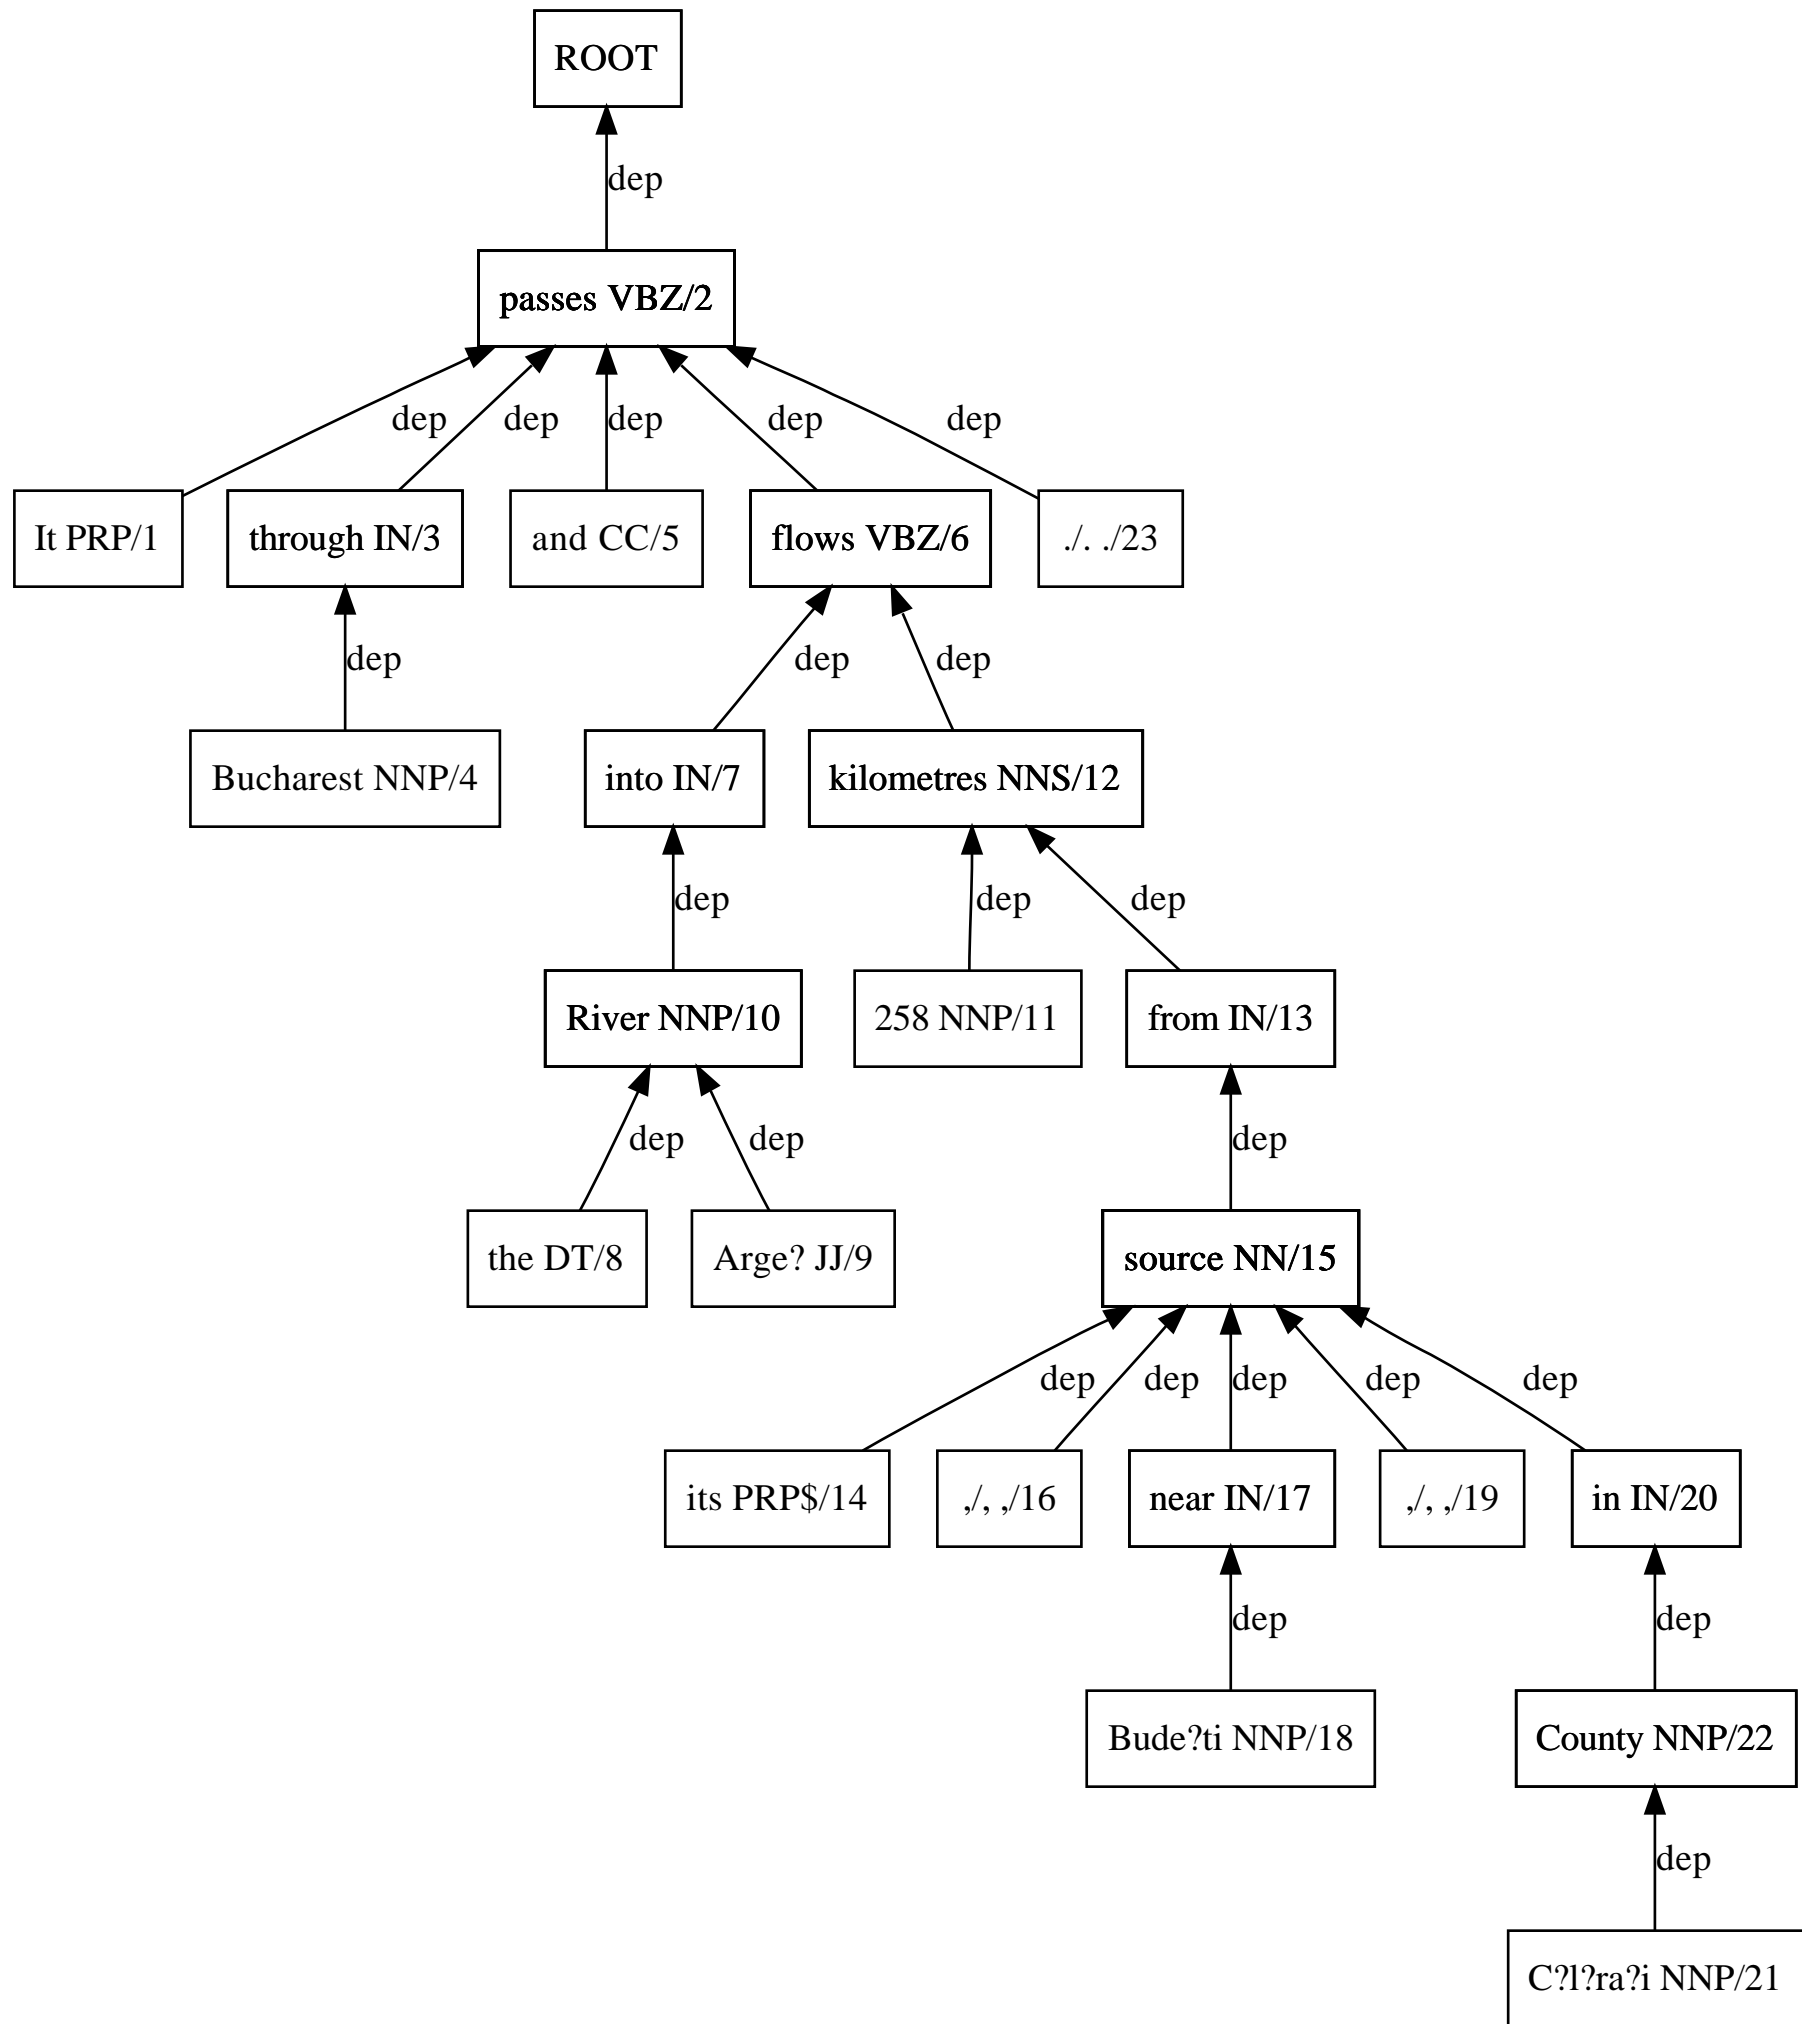 ROOT
dep
passes VBZ/2
dep dep dep dep dep
It PRP/1 through IN/3 and CC/5 flows VBZ/6 ./. ./23
dep dep dep
Bucharest NNP/4 into IN/7 kilometres NNS/12
dep dep dep
River NNP/10 258 NNP/11 from IN/13
dep dep dep
the DT/8 Arge? JJ/9 source NN/15
dep dep dep dep dep
its PRP$/14 ,/, ,/16 near IN/17 ,/, ,/19 in IN/20
dep dep
Bude?ti NNP/18 County NNP/22
dep
C?l?ra?i NNP/21